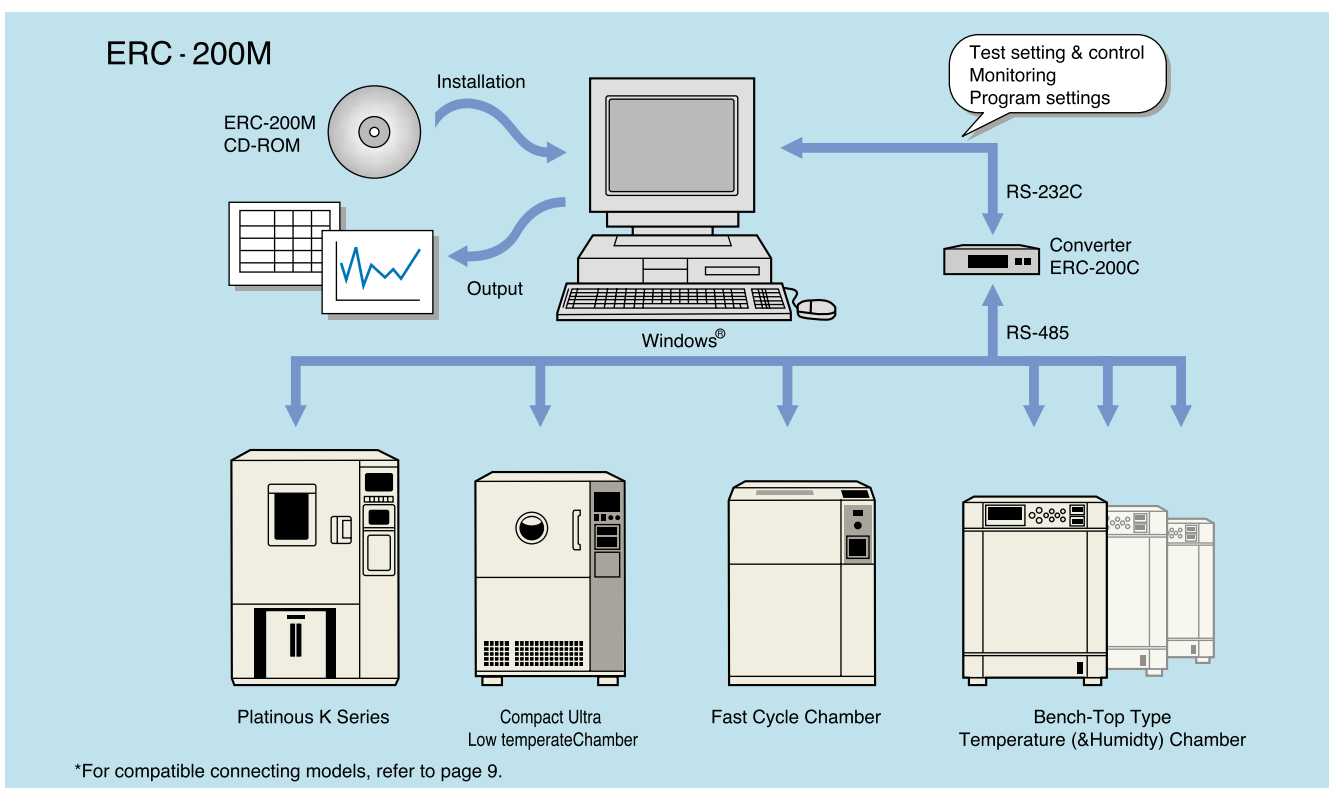 ERC - 200M
Test setting & control
Monitoring
Program settings
Installation
ERC-200M
CD-ROM
RS-232C
Converter
ERC-200C
Output
Windows®
RS-485
Platinous K Series
Compact Ultra
Low temperateChamber
Fast Cycle Chamber
Bench-Top Type
Temperature (&Humidty) Chamber
*For compatible connecting models, refer to page 9.